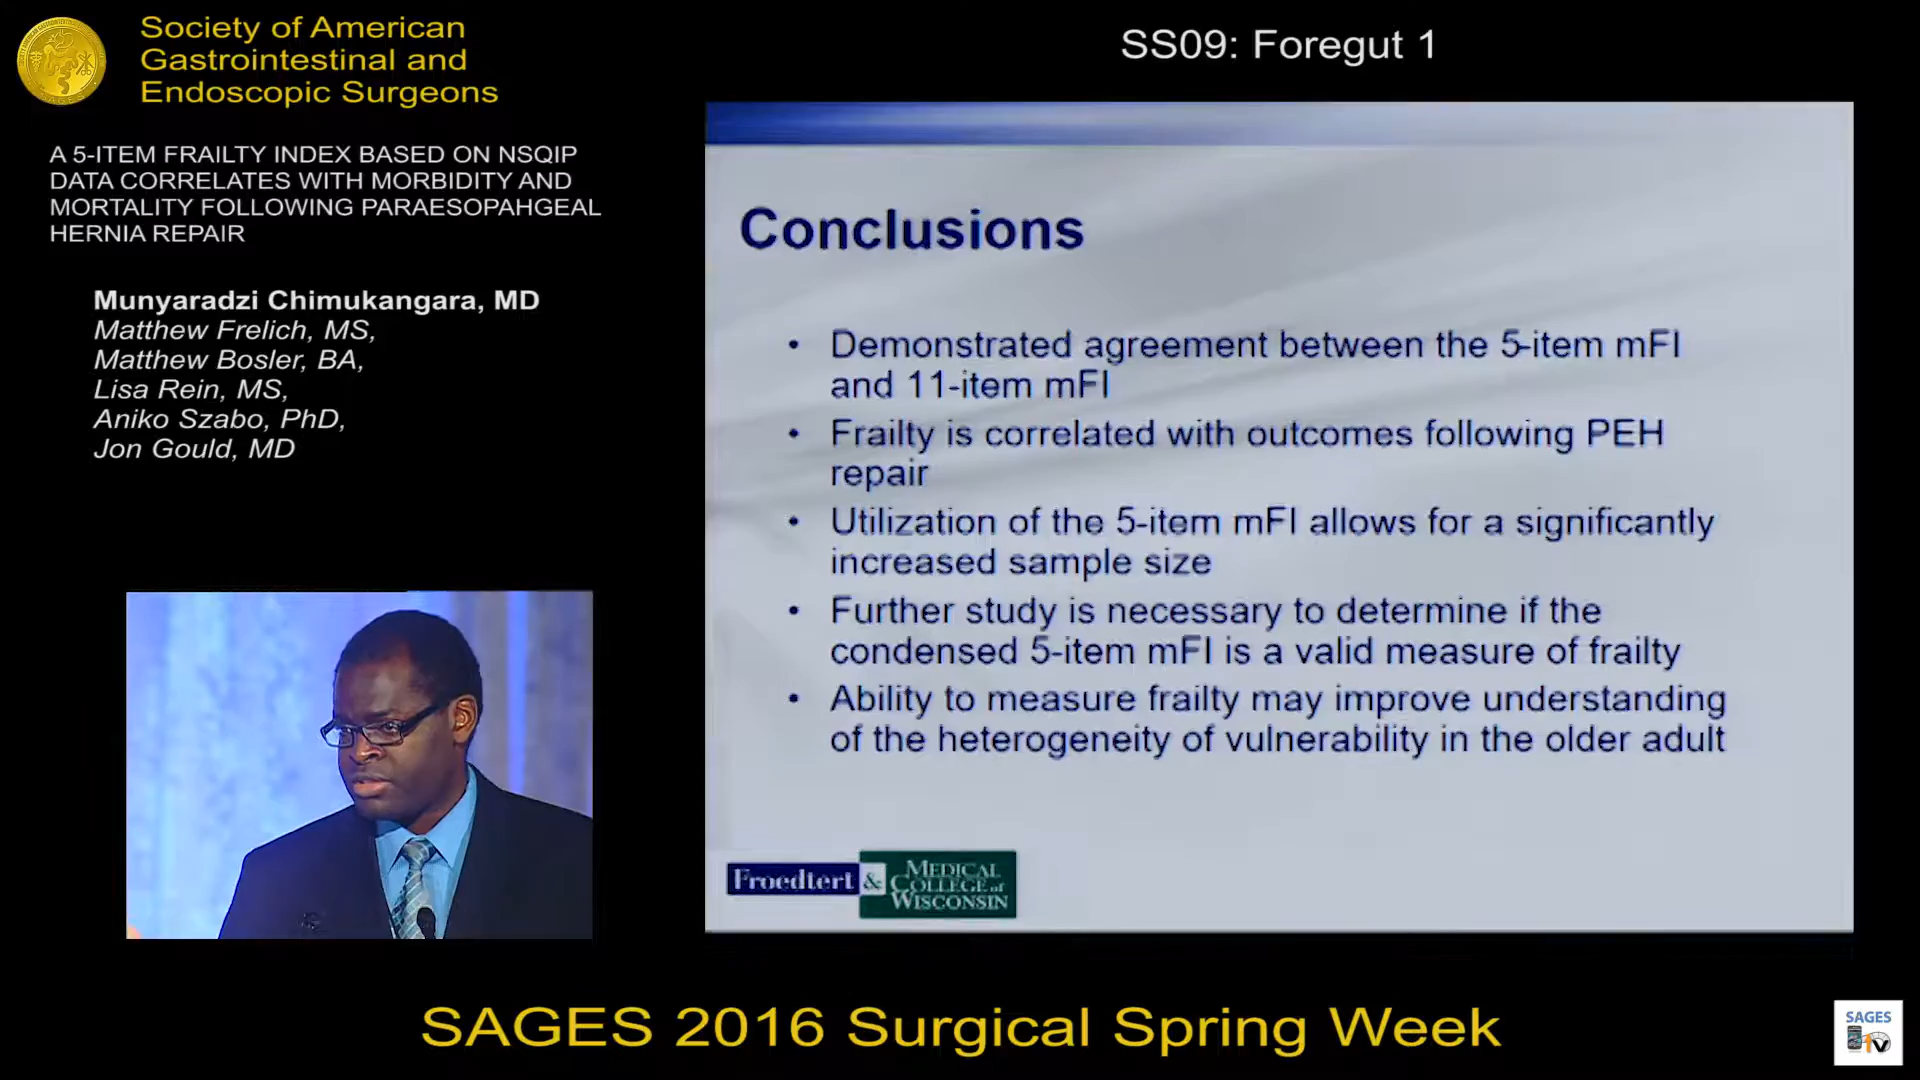 Society of American
Gastrointestinal and
Endoscopic Surgeons
SS09: Foregut 1
A 5-ITEM FRAILTY INDEX BASED ON NSQIP
DATA CORRELATES WITH MORBIDITY AND
MORTALITY FOLLOWING PARAESOPAHGEAL
HERNIA REPAIR
Munyaradzi Chimukangara, MD
Matthew Frelich, MS,
Matthew Bosler, BA,
Lisa Rein, MS,
Aniko Szabo, PhD,
Jon Gould, MD
Conclusions
• Demonstrated agreement between the 5-item mFI
and 11-item mFI
• Frailty is correlated with outcomes following PEH
repair
• Utilization of the 5-item mFI allows for a significantly
increased sample size
• Further study is necessary to determine if the
condensed 5-item mFI is a valid measure of frailty
• Ability to measure frailty may improve understanding
of the heterogeneity of vulnerability in the older adult
Froedtert &
MEDICAL
COLLEGE of
WISCONSIN
SAGES 2016 Surgical Spring Week
SAGES
TV